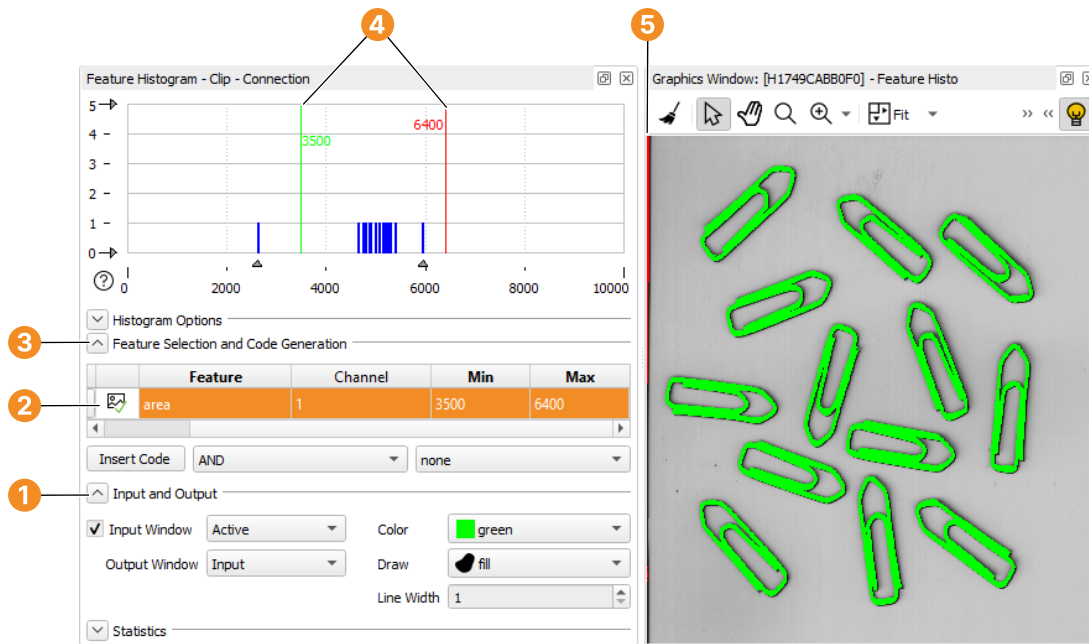 4
5
Feature Histogram - Clip - Connection
Graphics Window: [H1749CABB0F0] - Feature Histo
5
4
3
2
1
0
6400
3500
Fit
» «
?
0 2000 4000 6000 8000 10000
Histogram Options
3 Feature Selection and Code Generation
Feature Channel Min Max
2 area 1 3500 6400
Insert Code AND none
1 Input and Output
Input Window Active Color green
Output Window Input Draw fill
Line Width 1
Statistics